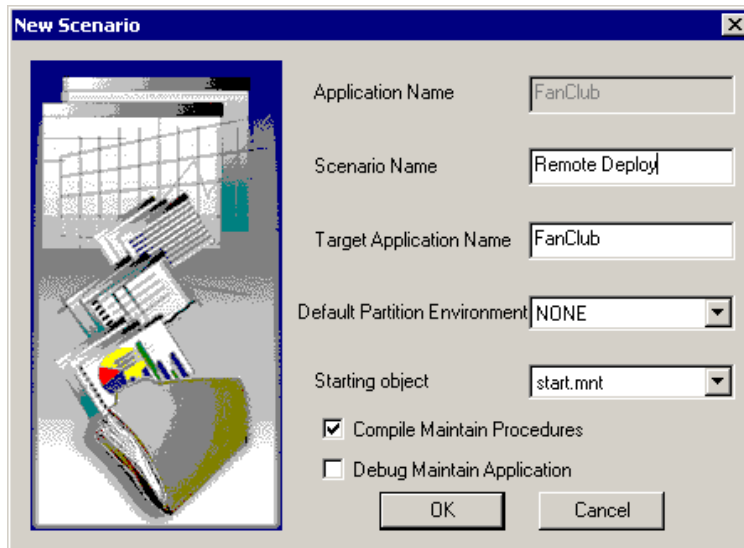 New Scenario
Application Name FanClub
Scenario Name Remote Deploy
Target Application Name FanClub
Default Partition Environment NONE
Starting object start.mnt
Compile Maintain Procedures
Debug Maintain Application
OK Cancel